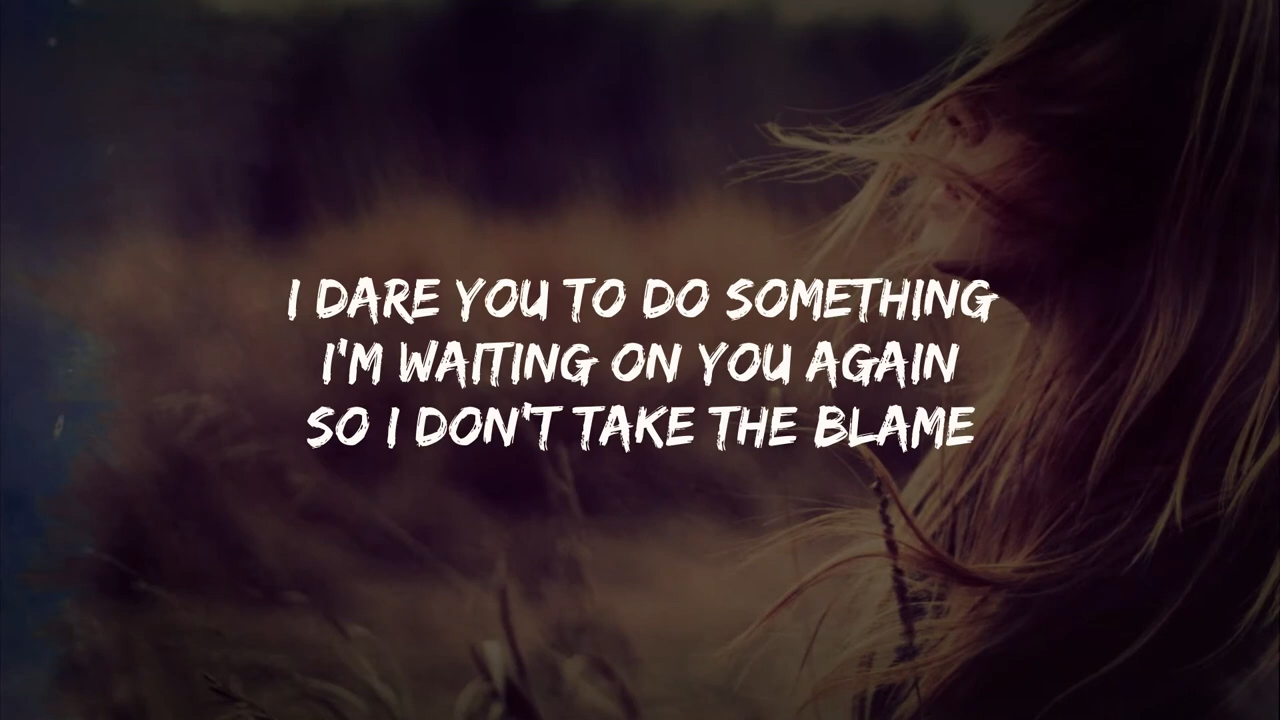 I DARE YOU TO DO SOMETHING
I'M WAITING ON YOU AGAIN
SO I DON'T TAKE THE BLAME